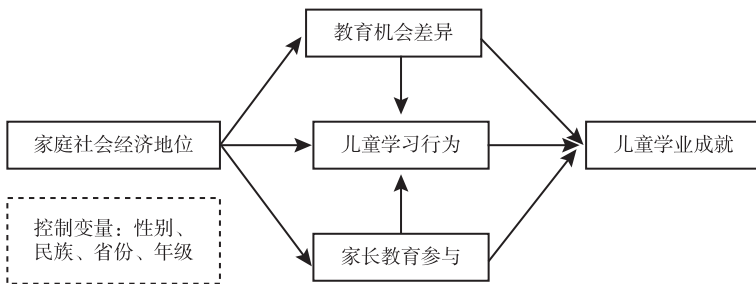 教育机会差异
家庭社会经济地位
儿童学习行为
儿童学业成就
控制变量：性别、
民族、省份、年级
家长教育参与